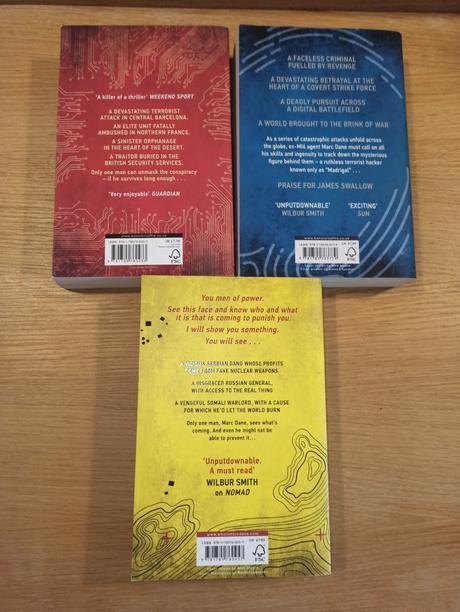 'A killer of a thriller' WEEKEND SPORT
A DEVASTATING TERRORIST
ATTACK IN CENTRAL BARCELONA.
AN ELITE UNIT FATALLY
AMBUSHED IN NORTHERN FRANCE.
A SINISTER ORPHANAGE
IN THE HEART OF THE DESERT.
A TRAITOR BURIED IN THE
BRITISH SECURITY SERVICES.
Only one man can unmask the conspiracy
– if he survives long enough . . .
'Very enjoyable' GUARDIAN
FSC
A FACELESS CRIMINAL
FUELLED BY REVENGE
A DEVASTATING BETRAYAL AT THE
HEART OF A COVERT STRIKE FORCE
A DEADLY PURSUIT ACROSS
A DIGITAL BATTLEFIELD
A WORLD BROUGHT TO THE BRINK OF WAR
As a series of catastrophic attacks unfold across
the globe, ex-MI6 agent Marc Dane must call on all
his skills and ingenuity to track down the mysterious
figure behind them – a ruthless terrorist hacker
known only as "Madrigal" . . .
PRAISE FOR JAMES SWALLOW
'UNPUTDOWNABLE' 'EXCITING'
WILBUR SMITH SUN
FSC
You men of power.
See this face and know who and what
it is that is coming to punish you.
I will show you something.
You will see . . .
SERBIAN GANG WHOSE PROFITS
FAKE NUCLEAR WEAPONS
A DISGRACED RUSSIAN GENERAL,
WITH ACCESS TO THE REAL THING
A VENGEFUL SOMALI WARLORD, WITH A CAUSE
FOR WHICH HE'D LET THE WORLD BURN
Only one man, Marc Dane, sees what's
coming. And even he might not be
able to prevent it...
'Unputdownable.
A must read'
WILBUR SMITH
on NOMAD
www.whoismarcdane.com
FSC